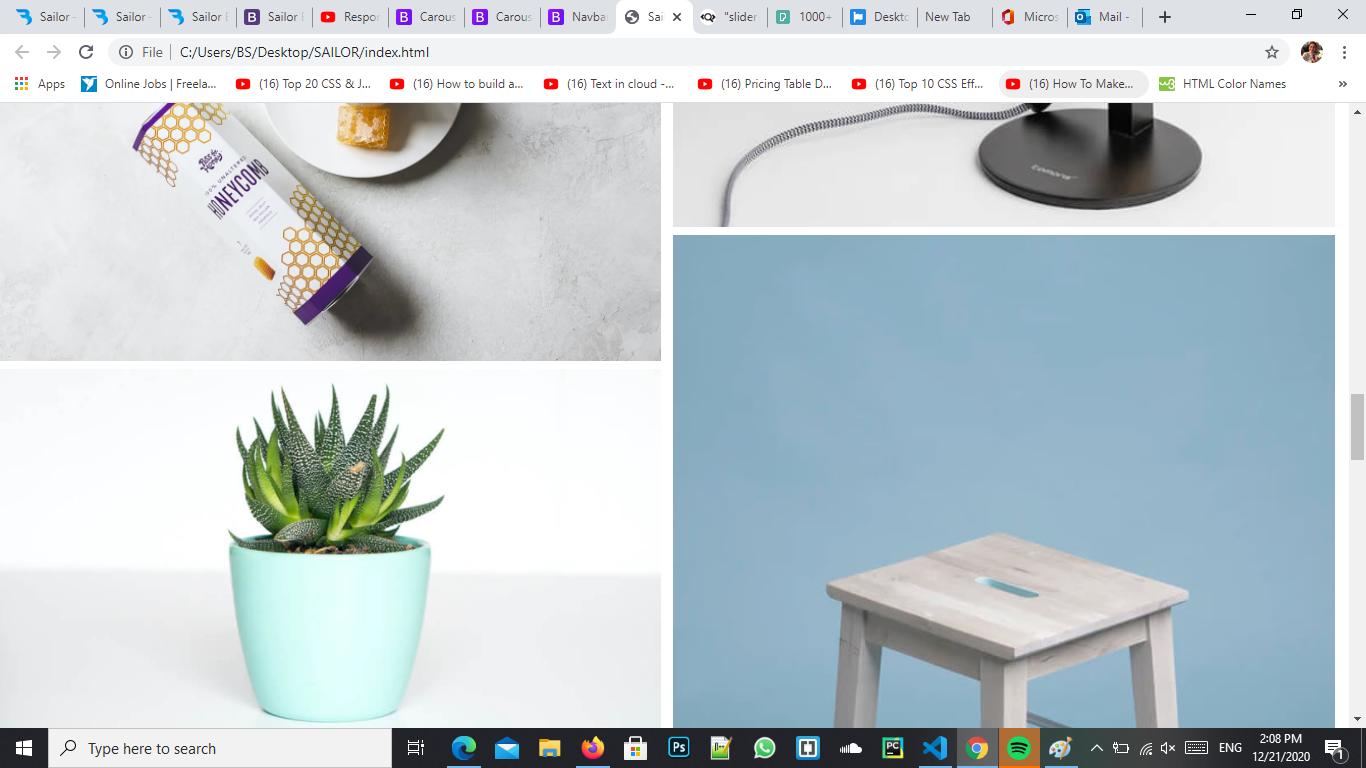 Sailor -
Sailor -
Sailor B
Sailor B
Respor
Carous
Carous
Navba
Sai
"slider
1000+
Deskto
New Tab
Micros
Mail -
File
C:/Users/BS/Desktop/SAILOR/index.html
Apps
Online Jobs | Freela...
(16) Top 20 CSS & J...
(16) How to build a...
(16) Text in cloud -...
(16) Pricing Table D...
(16) Top 10 CSS Eff...
(16) How To Make...
HTML Color Names
»
100% UNALTERED
HONEYCOMB
Type here to search
ENG
2:08 PM
12/21/2020
1